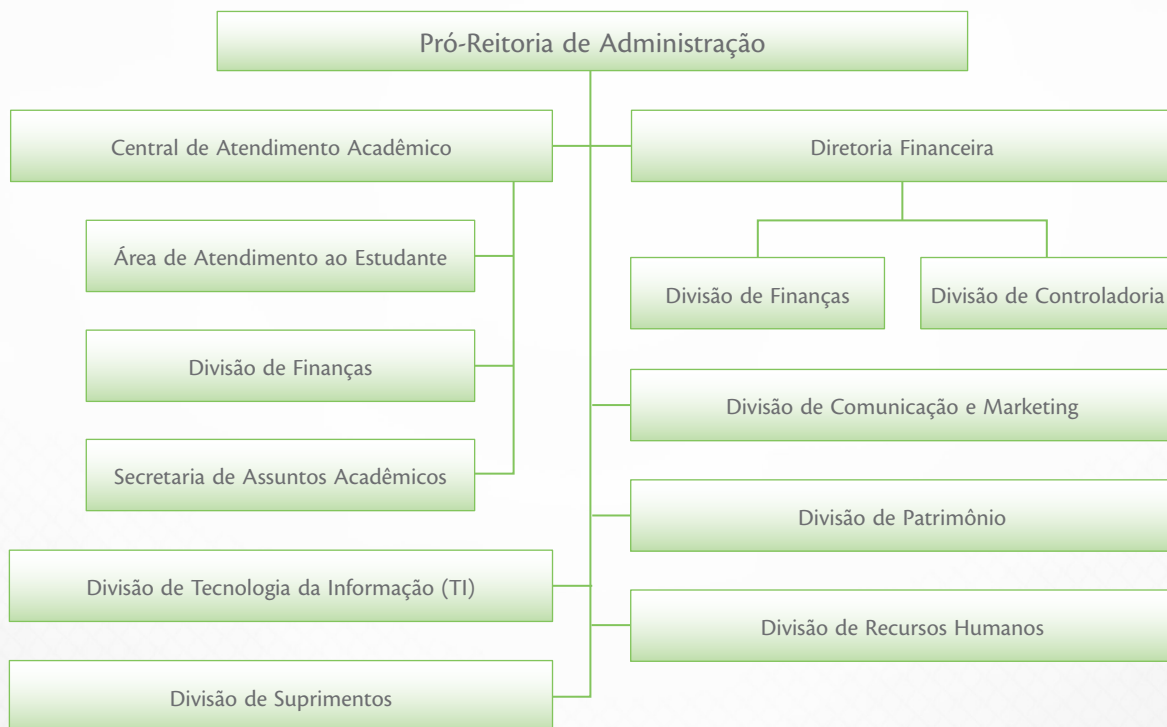 Pró-Reitoria de Administração
Central de Atendimento Acadêmico
Área de Atendimento ao Estudante
Divisão de Finanças
Secretaria de Assuntos Acadêmicos
Divisão de Tecnologia da Informação (TI)
Divisão de Suprimentos
Diretoria Financeira
Divisão de Finanças
Divisão de Controladoria
Divisão de Comunicação e Marketing
Divisão de Patrimônio
Divisão de Recursos Humanos